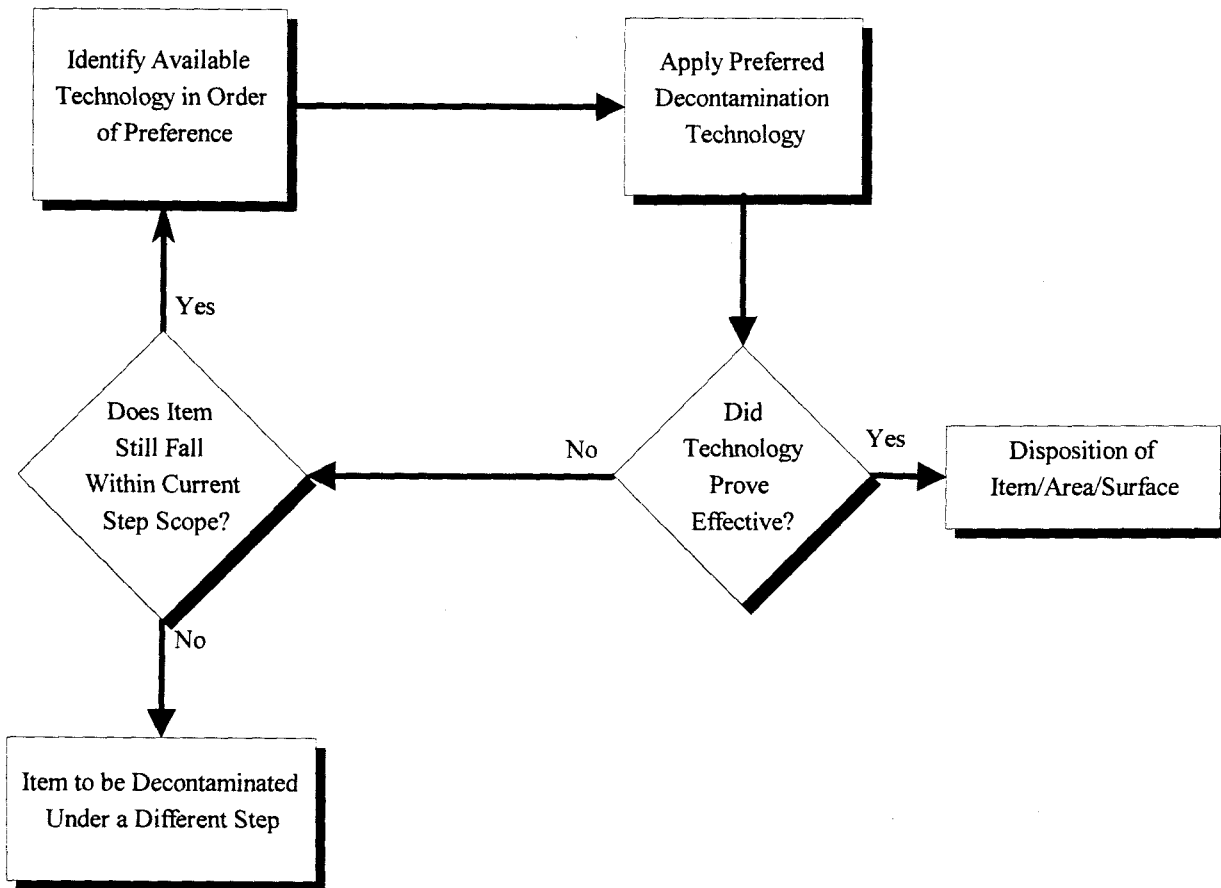 Identify Available
Technology in Order
of Preference
Apply Preferred
Decontamination
Technology
Yes
Does Item
Still Fall
Within Current
Step Scope?
No
Did
Technology
Prove
Effective?
Yes
Disposition of
Item/Area/Surface
No
Item to be Decontaminated
Under a Different Step